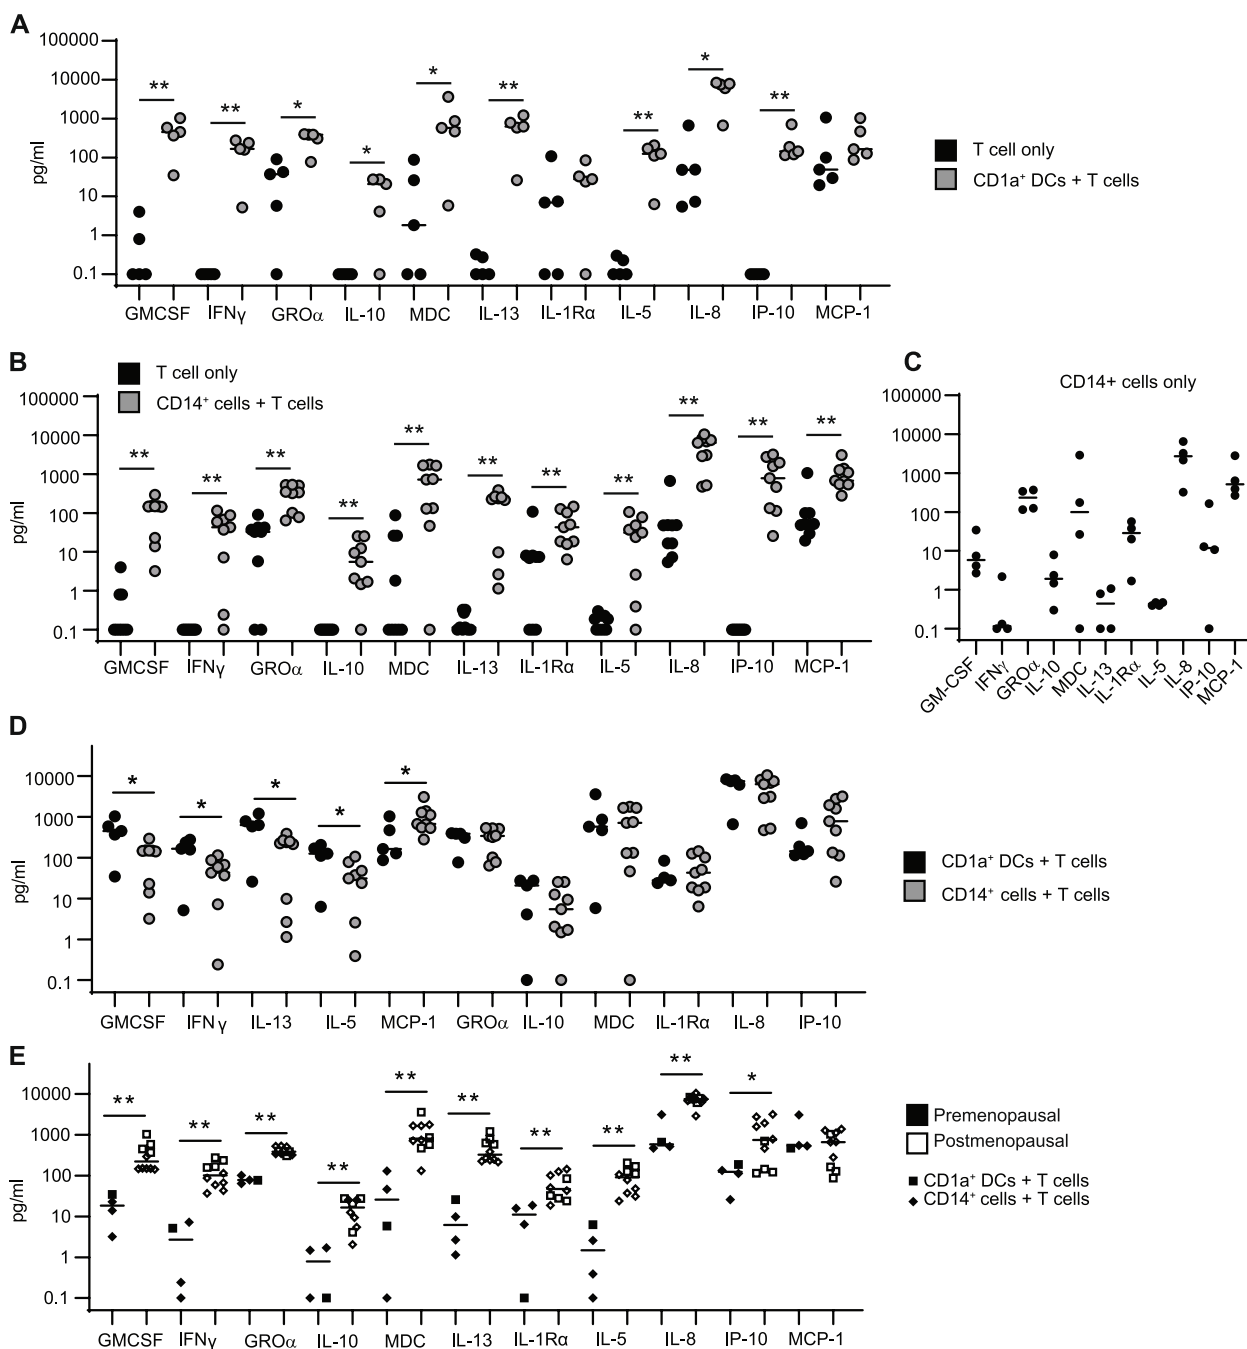 A
100000
10000
1000
100
10
1
0.1
pg/ml
** ** * * * ** ** * **
GMCSF IFNγ GROα IL-10 MDC IL-13 IL-1Rα IL-5 IL-8 IP-10 MCP-1
T cell only
CD1a⁺ DCs + T cells
B
T cell only
CD14⁺ cells + T cells
100000
10000
1000
100
10
1
0.1
pg/ml
** ** ** ** ** ** ** ** ** ** **
GMCSF IFNγ GROα IL-10 MDC IL-13 IL-1Rα IL-5 IL-8 IP-10 MCP-1
C
CD14+ cells only
100000
10000
1000
100
10
1
0.1
GM-CSF IFNγ GROα IL-10 MDC IL-13 IL-1Rα IL-5 IL-8 IP-10 MCP-1
D
10000
1000
100
10
1
0.1
pg/ml
* * * * *
GMCSF IFNγ IL-13 IL-5 MCP-1 GROα IL-10 MDC IL-1Rα IL-8 IP-10
CD1a⁺ DCs + T cells
CD14⁺ cells + T cells
E
10000
1000
100
10
1
0.1
pg/ml
** ** ** ** ** ** ** ** ** *
GMCSF IFNγ GROα IL-10 MDC IL-13 IL-1Rα IL-5 IL-8 IP-10 MCP-1
Premenopausal
Postmenopausal
CD1a⁺ DCs + T cells
CD14⁺ cells + T cells